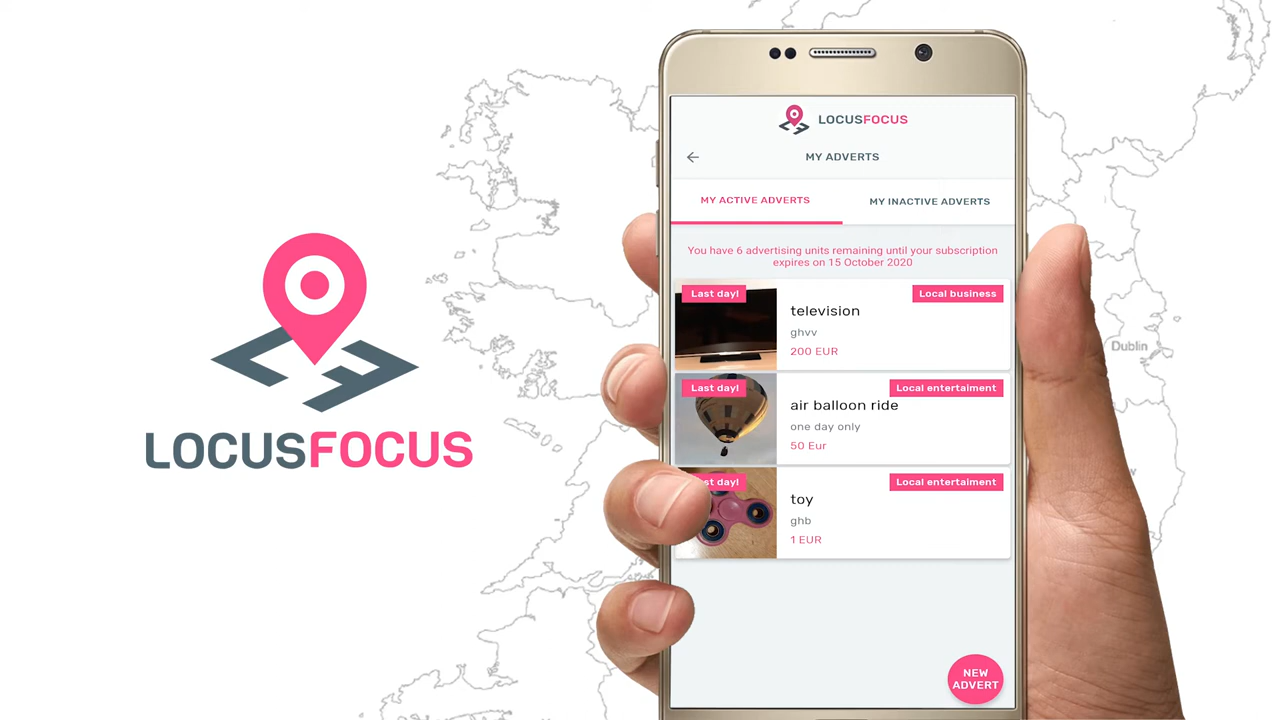 LOCUSFOCUS
LOCUSFOCUS
MY ADVERTS
MY ACTIVE ADVERTS
MY INACTIVE ADVERTS
You have 6 advertising units remaining until your subscription
expires on 15 October 2020
Last day!
Local business
television
ghvv
200 EUR
Last day!
Local entertaiment
air balloon ride
one day only
50 Eur
st day!
Local entertaiment
toy
ghb
1 EUR
NEW
ADVERT
Dublin